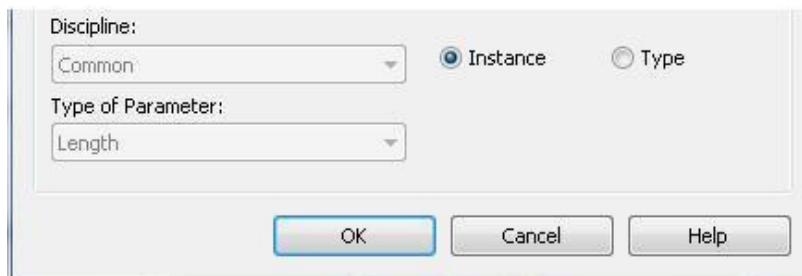 Discipline:
Common
Instance
Type
Type of Parameter:
Length
OK
Cancel
Help